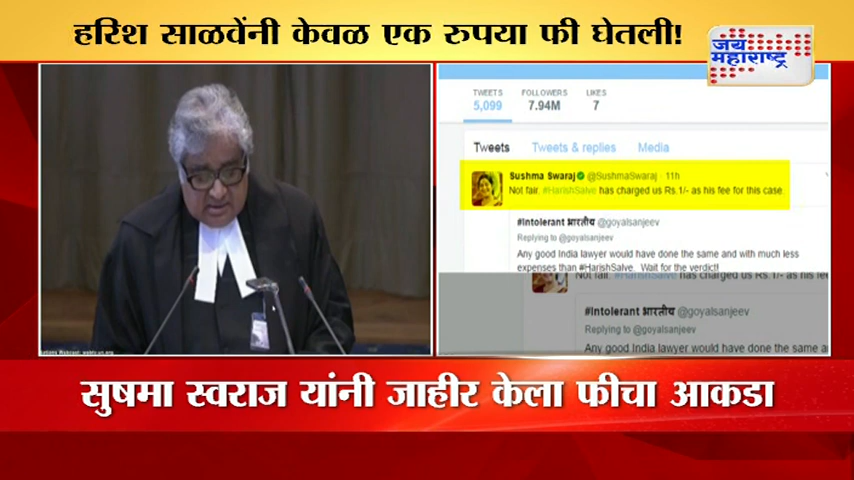 हरिश साळवेंनी केवळ एक रुपया फी घेतली!
जय
महाराष्ट्र
TWEETS FOLLOWERS LIKES
5,099 7.94M 7
Tweets Tweets & replies Media
Sushma Swaraj @SushmaSwaraj · 11h
Not fair. #HarishSalve has charged us Rs.1/- as his fee for this case.
#Intolerant भारतीय @goyalsanjeev
Replying to @goyalsanjeev
Any good India lawyer would have done the same and with much less
expenses than #HarishSalve. Wait for the verdict!
Not fair. #HarishSalve has charged us Rs.1/- as his fee
#Intolerant भारतीय @goyalsanjeev
Replying to @goyalsanjeev
Any good India lawyer would have done the same an
सुषमा स्वराज यांनी जाहीर केला फीचा आकडा